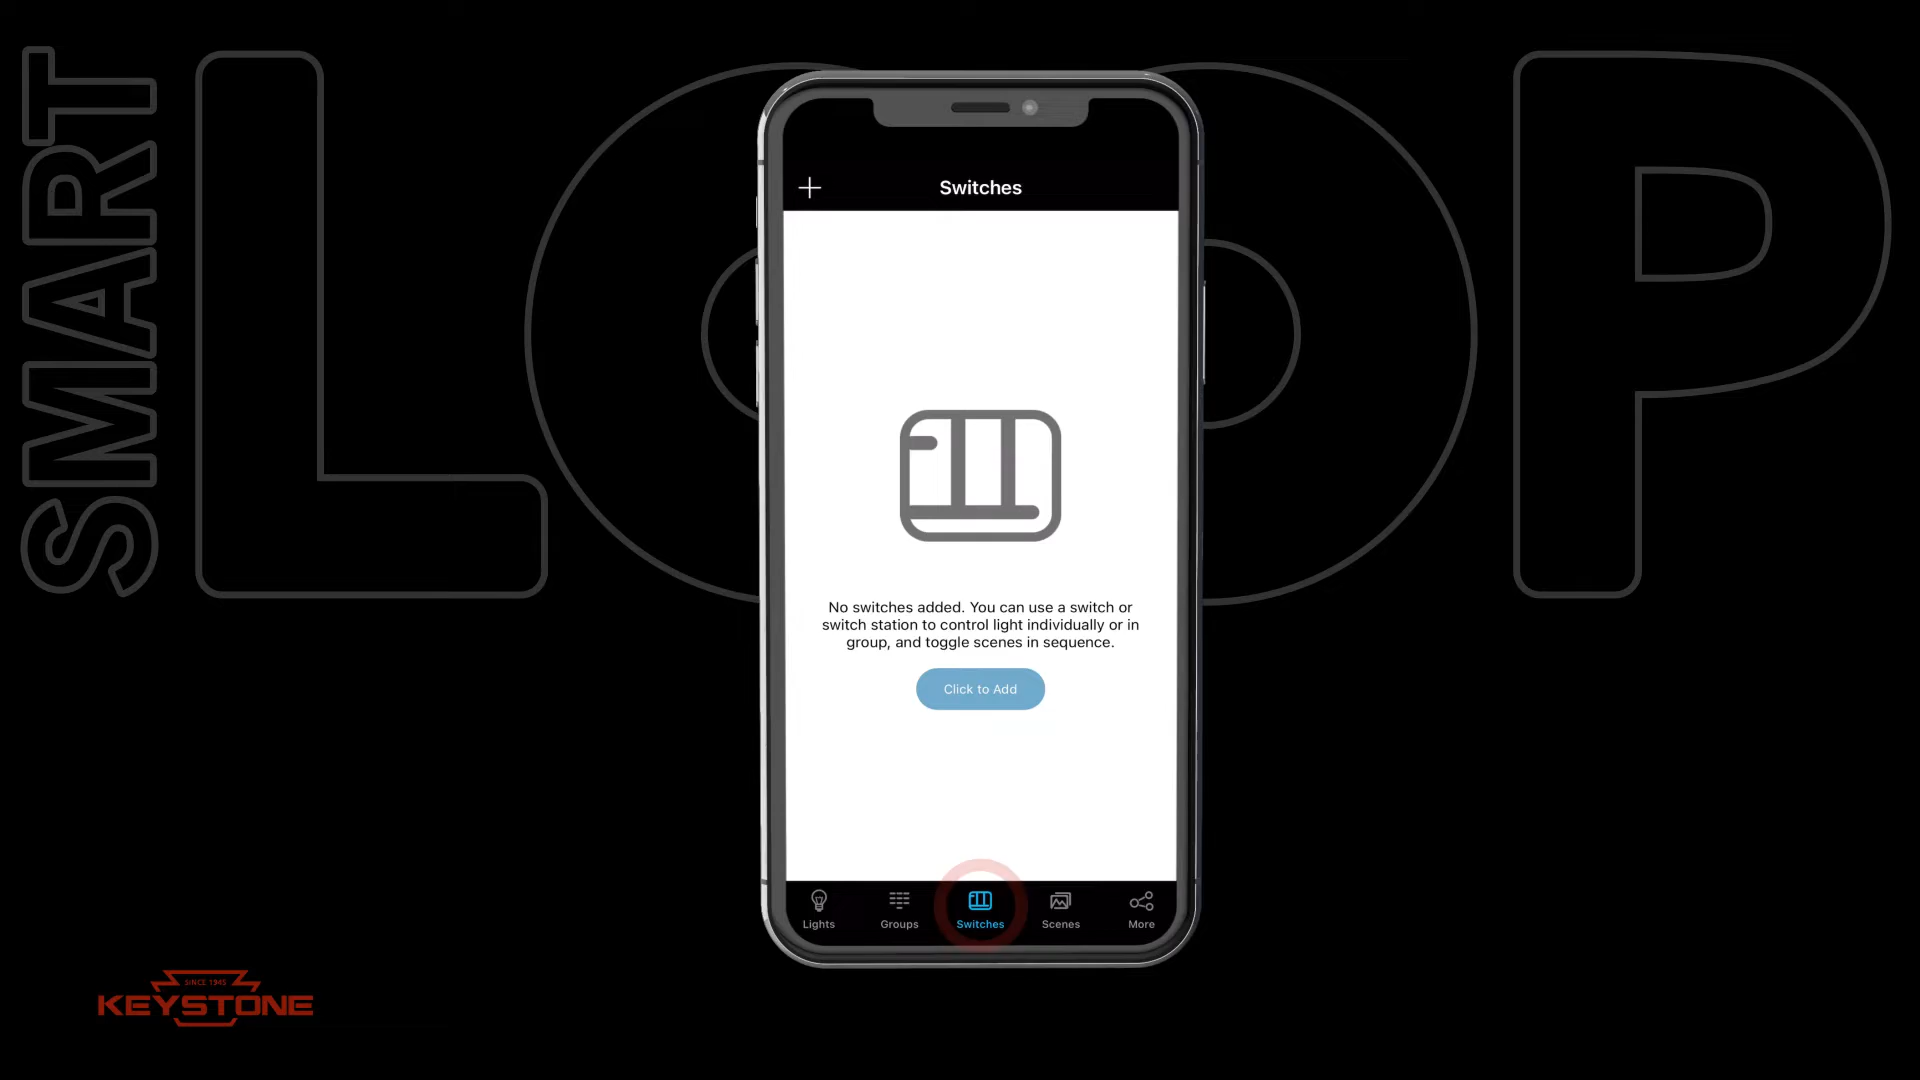 SMART
LOOP
Switches
No switches added. You can use a switch or
switch station to control light individually or in
group, and toggle scenes in sequence.
Click to Add
Lights
Groups
Switches
Scenes
More
SINCE 1945
KEYSTONE